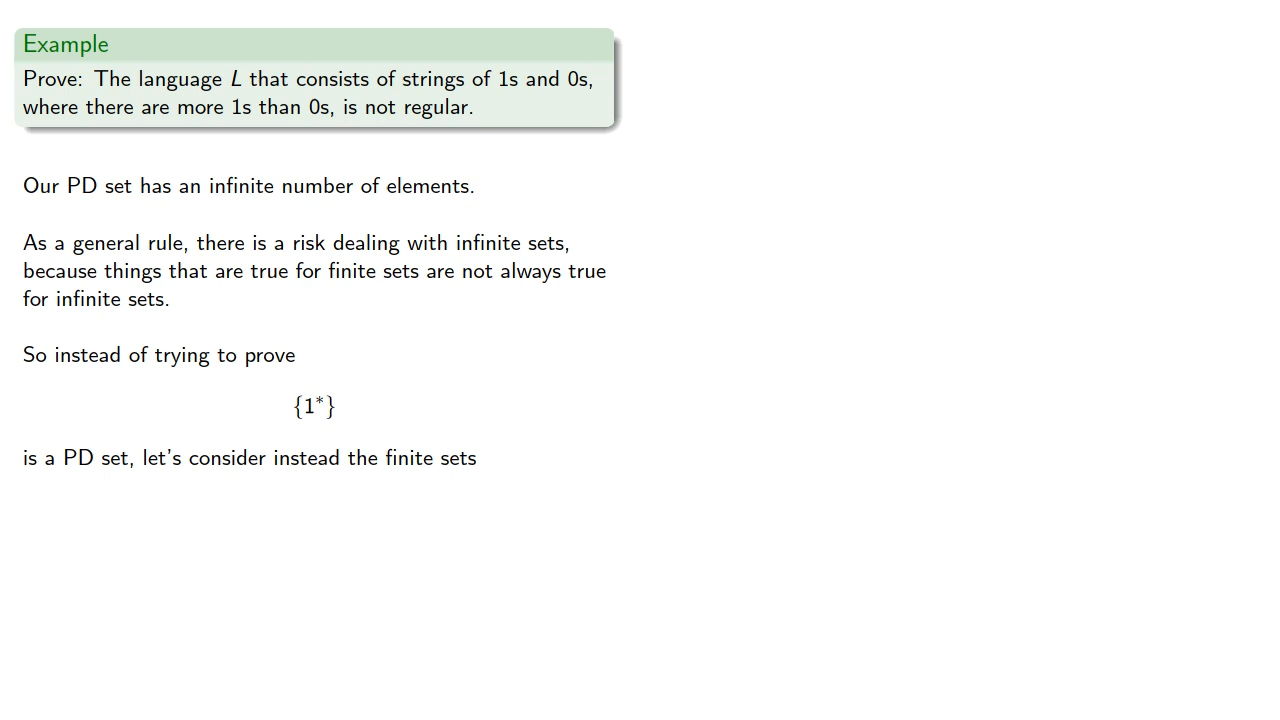 Example
Prove: The language L that consists of strings of 1s and 0s,
where there are more 1s than 0s, is not regular.
Our PD set has an infinite number of elements.
As a general rule, there is a risk dealing with infinite sets,
because things that are true for finite sets are not always true
for infinite sets.
So instead of trying to prove
{1*}
is a PD set, let's consider instead the finite sets